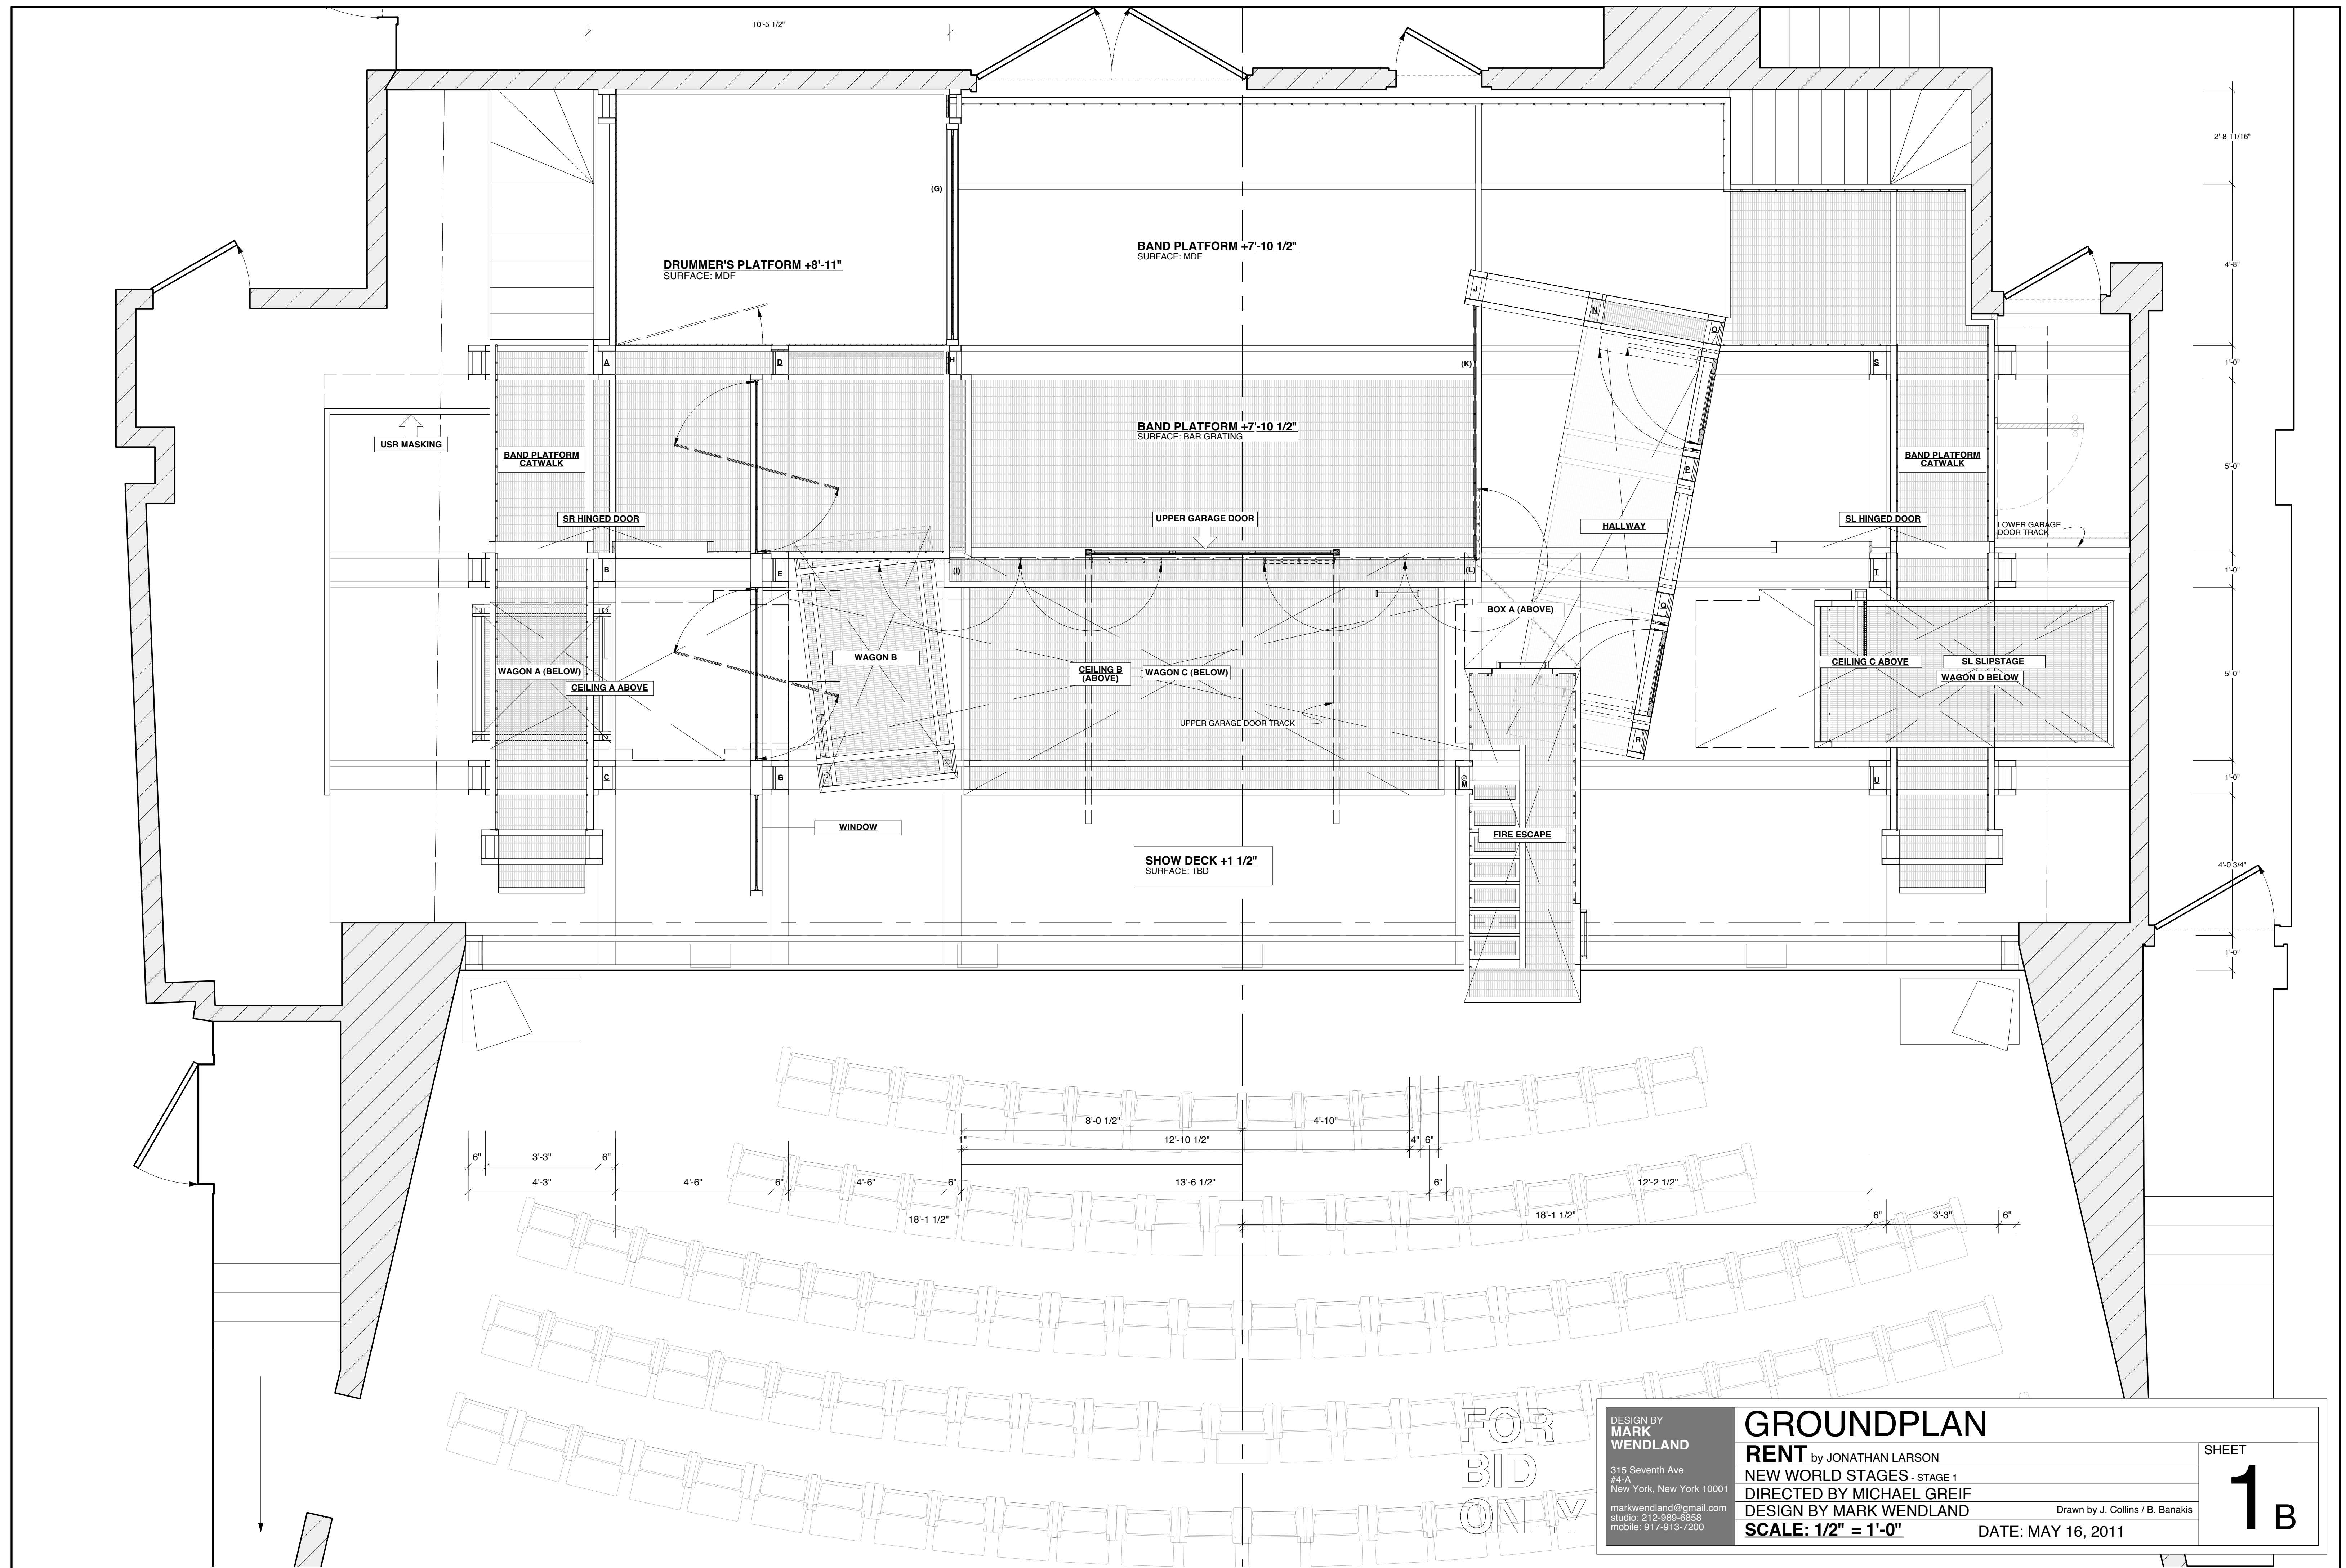 10'-5 1/2"
2'-8 11/16"
(G)
DRUMMER'S PLATFORM +8'-11"
SURFACE: MDF
BAND PLATFORM +7'-10 1/2"
SURFACE: MDF
4'-8"
J
N
O
A
D
H
(K)
S
1'-0"
USR MASKING
BAND PLATFORM
CATWALK
BAND PLATFORM +7'-10 1/2"
SURFACE: BAR GRATING
P
BAND PLATFORM
CATWALK
5'-0"
SR HINGED DOOR
UPPER GARAGE DOOR
HALLWAY
SL HINGED DOOR
LOWER GARAGE
DOOR TRACK
B
E
(I)
(L)
T
1'-0"
BOX A (ABOVE)
Q
WAGON B
WAGON A (BELOW)
CEILING A ABOVE
CEILING B
(ABOVE)
WAGON C (BELOW)
CEILING C ABOVE
SL SLIPSTAGE
WAGON D BELOW
5'-0"
UPPER GARAGE DOOR TRACK
R
C
M
U
1'-0"
WINDOW
FIRE ESCAPE
SHOW DECK +1 1/2"
SURFACE: TBD
4'-0 3/4"
1'-0"
8'-0 1/2"
4'-10"
1"
12'-10 1/2"
4"
6"
6"
3'-3"
6"
4'-3"
4'-6"
6"
4'-6"
6"
13'-6 1/2"
6"
12'-2 1/2"
18'-1 1/2"
18'-1 1/2"
6"
3'-3"
6"
FOR
BID
ONLY
DESIGN BY
MARK
WENDLAND
315 Seventh Ave
#4-A
New York, New York 10001
markwendland@gmail.com
studio: 212-989-6858
mobile: 917-913-7200
GROUNDPLAN
RENT by JONATHAN LARSON
NEW WORLD STAGES - STAGE 1
DIRECTED BY MICHAEL GREIF
DESIGN BY MARK WENDLAND
Drawn by J. Collins / B. Banakis
SCALE: 1/2" = 1'-0"
DATE: MAY 16, 2011
SHEET
1 B